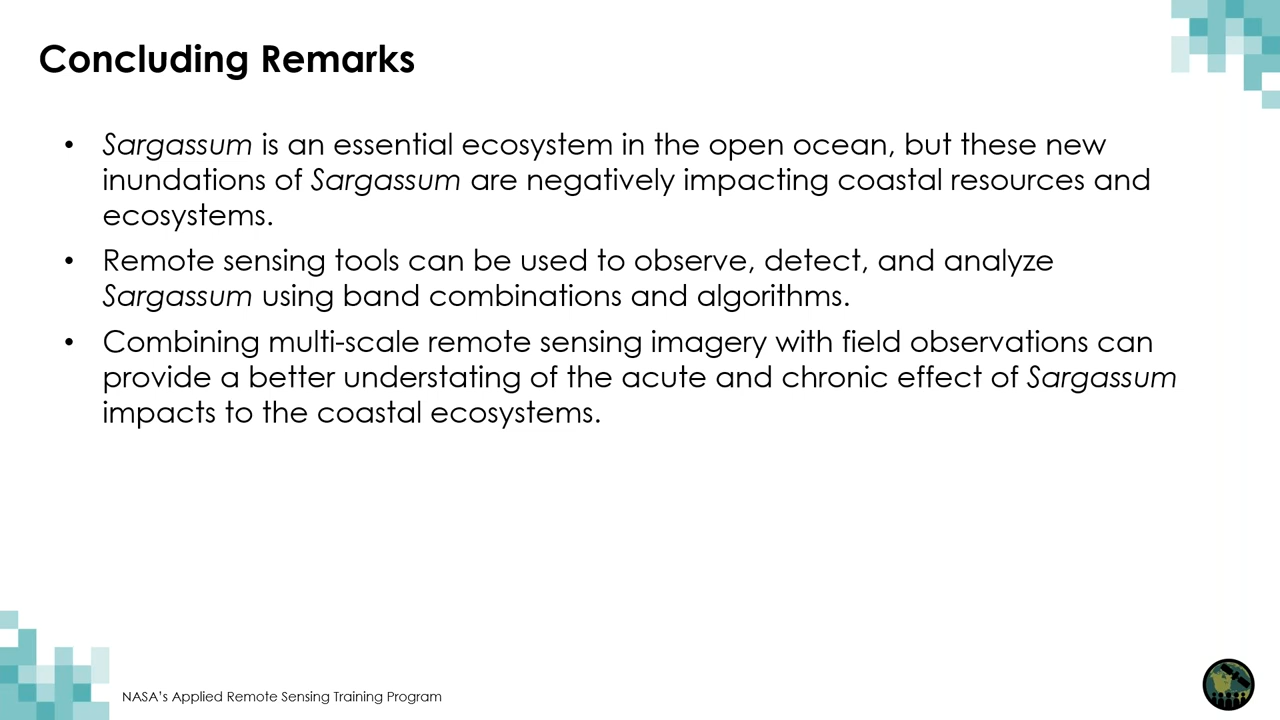 Concluding Remarks
• Sargassum is an essential ecosystem in the open ocean, but these new
inundations of Sargassum are negatively impacting coastal resources and
ecosystems.
• Remote sensing tools can be used to observe, detect, and analyze
Sargassum using band combinations and algorithms.
• Combining multi-scale remote sensing imagery with field observations can
provide a better understating of the acute and chronic effect of Sargassum
impacts to the coastal ecosystems.
NASA's Applied Remote Sensing Training Program